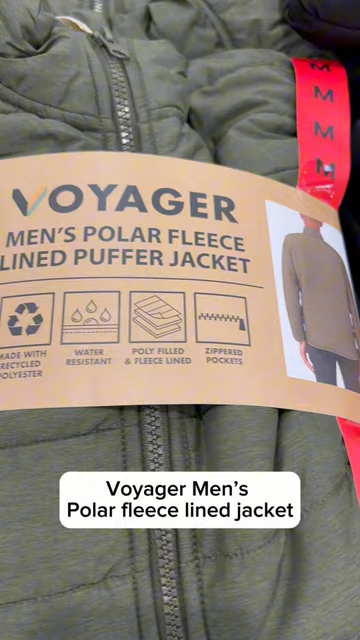 M
M
M
M
VOYAGER
MEN'S POLAR FLEECE
LINED PUFFER JACKET
MADE WITH
RECYCLED
POLYESTER
WATER
RESISTANT
POLY FILLED
& FLEECE LINED
ZIPPERED
POCKETS
Voyager Men's
Polar fleece lined jacket